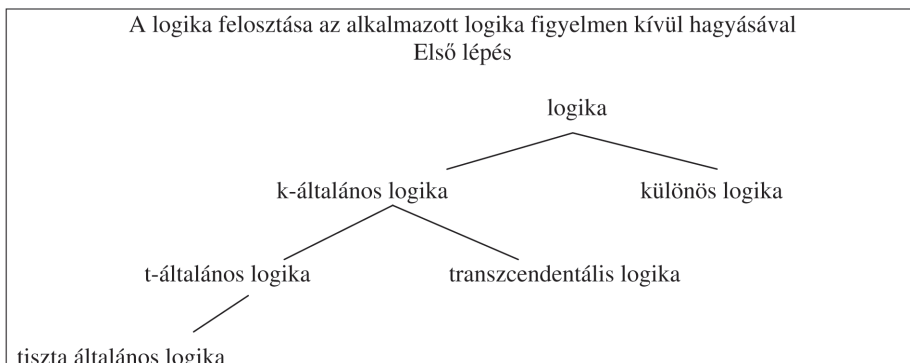 A logika felosztása az alkalmazott logika figyelmen kívül hagyásával
Első lépés
logika
k-általános logika
különös logika
t-általános logika
transzcendentális logika
tiszta általános logika